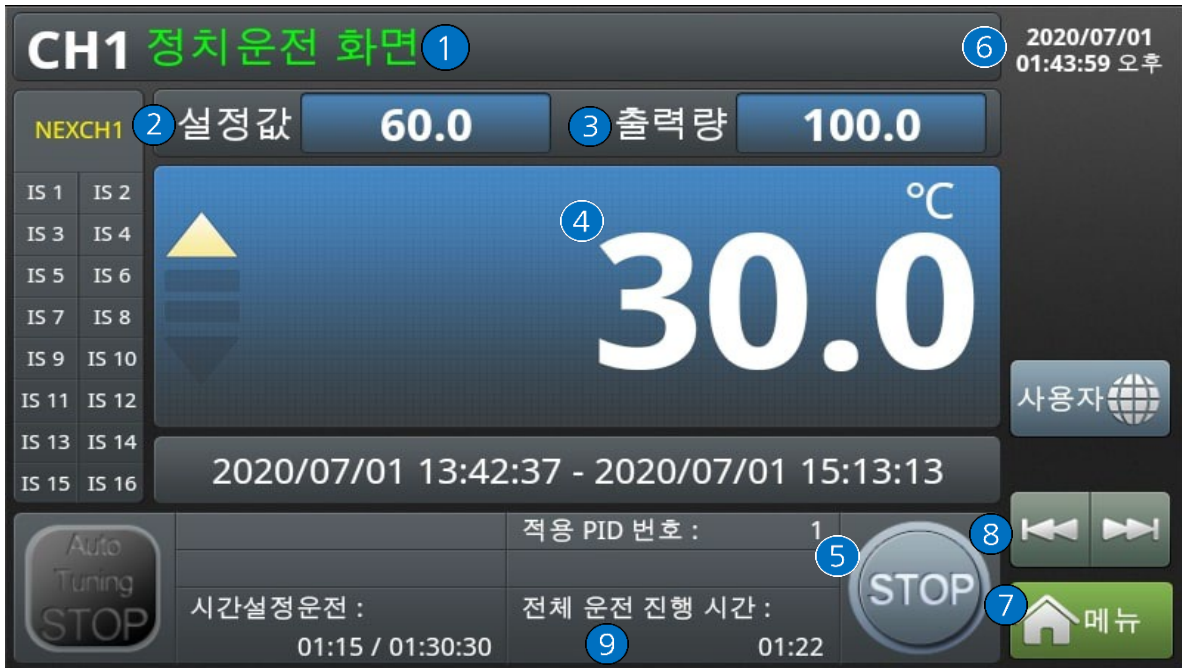 CH1 정치운전 화면 1
6 2020/07/01
01:43:59 오후
NEXCH1
2 설정값 60.0 3 출력량 100.0
IS 1 IS 2
IS 3 IS 4
IS 5 IS 6
IS 7 IS 8
IS 9 IS 10
IS 11 IS 12
IS 13 IS 14
IS 15 IS 16
℃
4 30.0
사용자
2020/07/01 13:42:37 - 2020/07/01 15:13:13
Auto
Tuning
STOP
적용 PID 번호 : 1
시간설정운전 :
01:15 / 01:30:30
전체 운전 진행 시간 :
9 01:22
5 STOP
8
7 메뉴